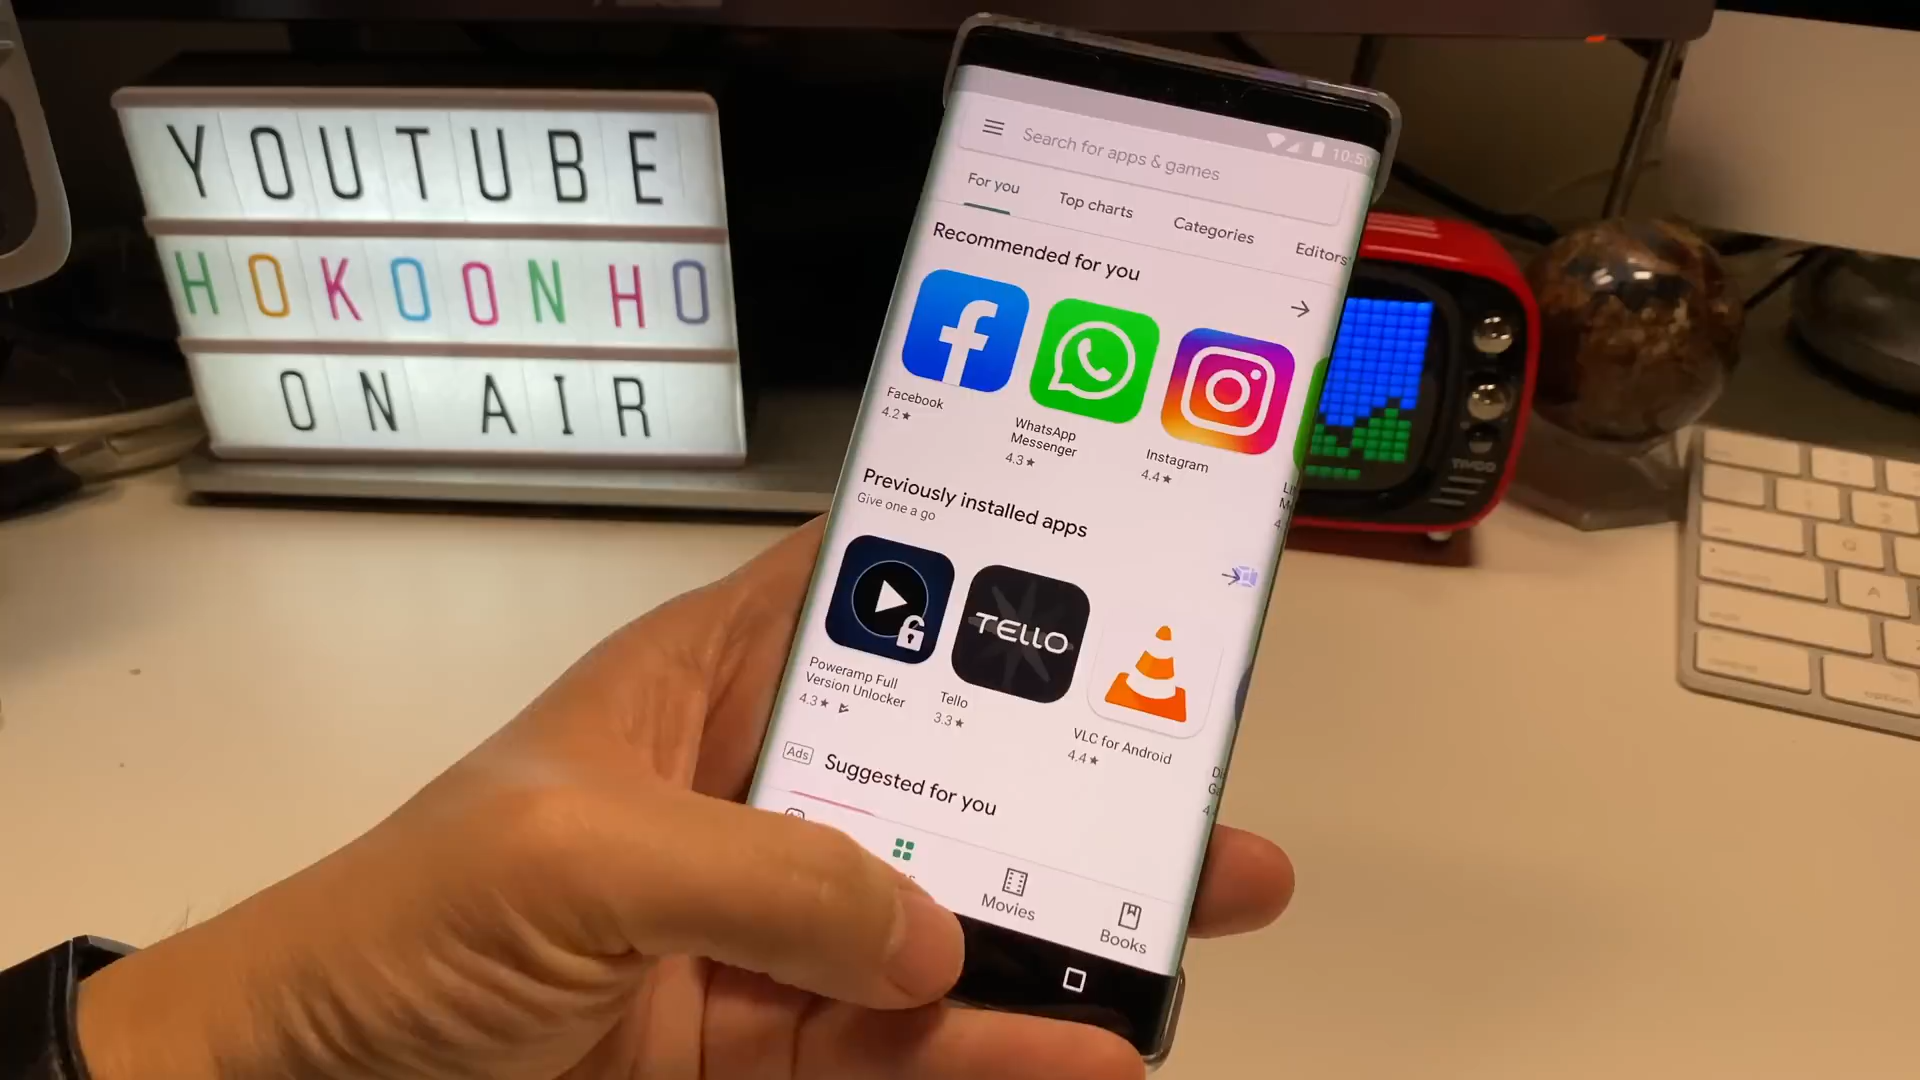 YOUTUBE
HOKOONHO
ON AIR
Search for apps & games
For you
Top charts
Categories
Editors'
Recommended for you
Facebook
4.2★
WhatsApp
Messenger
4.3★
Instagram
4.4★
Previously installed apps
Give one a go
TELLO
Poweramp Full
Version Unlocker
4.3★
Tello
3.3★
VLC for Android
4.4★
Ads
Suggested for you
Movies
Books
TIVOO
A
option